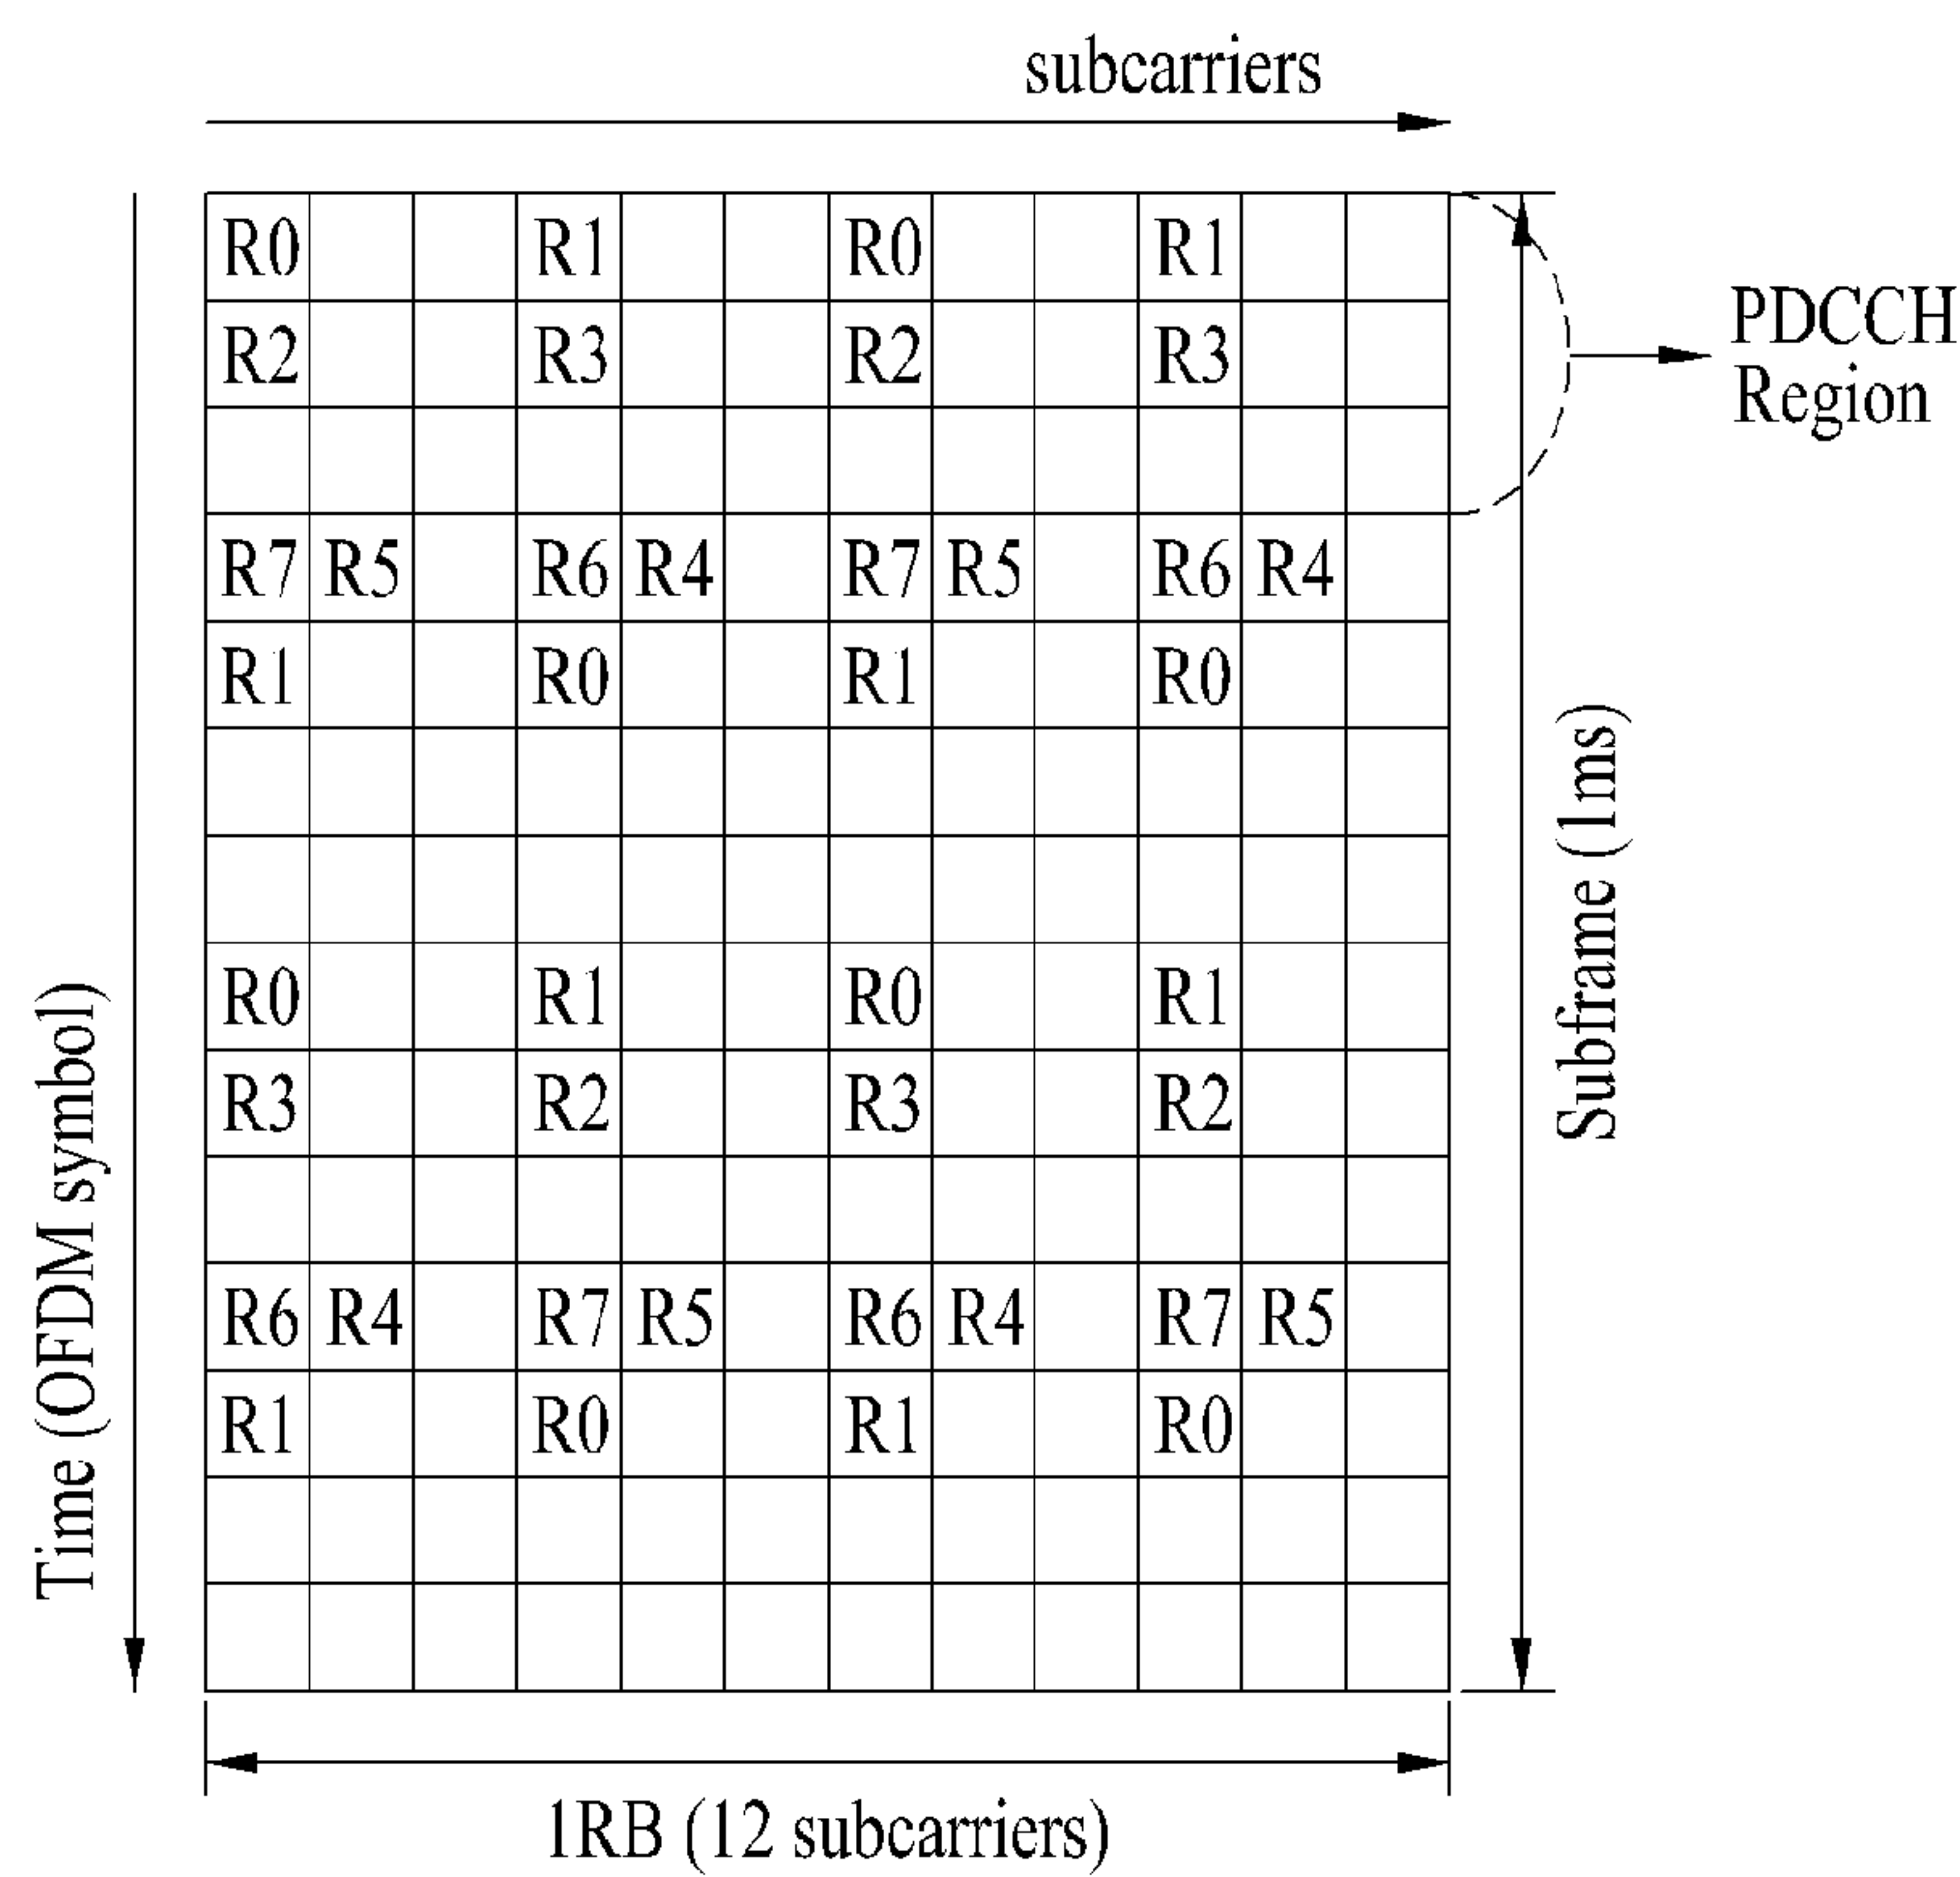 subcarriers
R0 R1 R0 R1
R2 R3 R2 R3
PDCCH
Region
R7 R5 R6 R4 R7 R5 R6 R4
R1 R0 R1 R0
R0 R1 R0 R1
R3 R2 R3 R2
R6 R4 R7 R5 R6 R4 R7 R5
R1 R0 R1 R0
Time (OFDM symbol)
Subframe (1ms)
1RB (12 subcarriers)